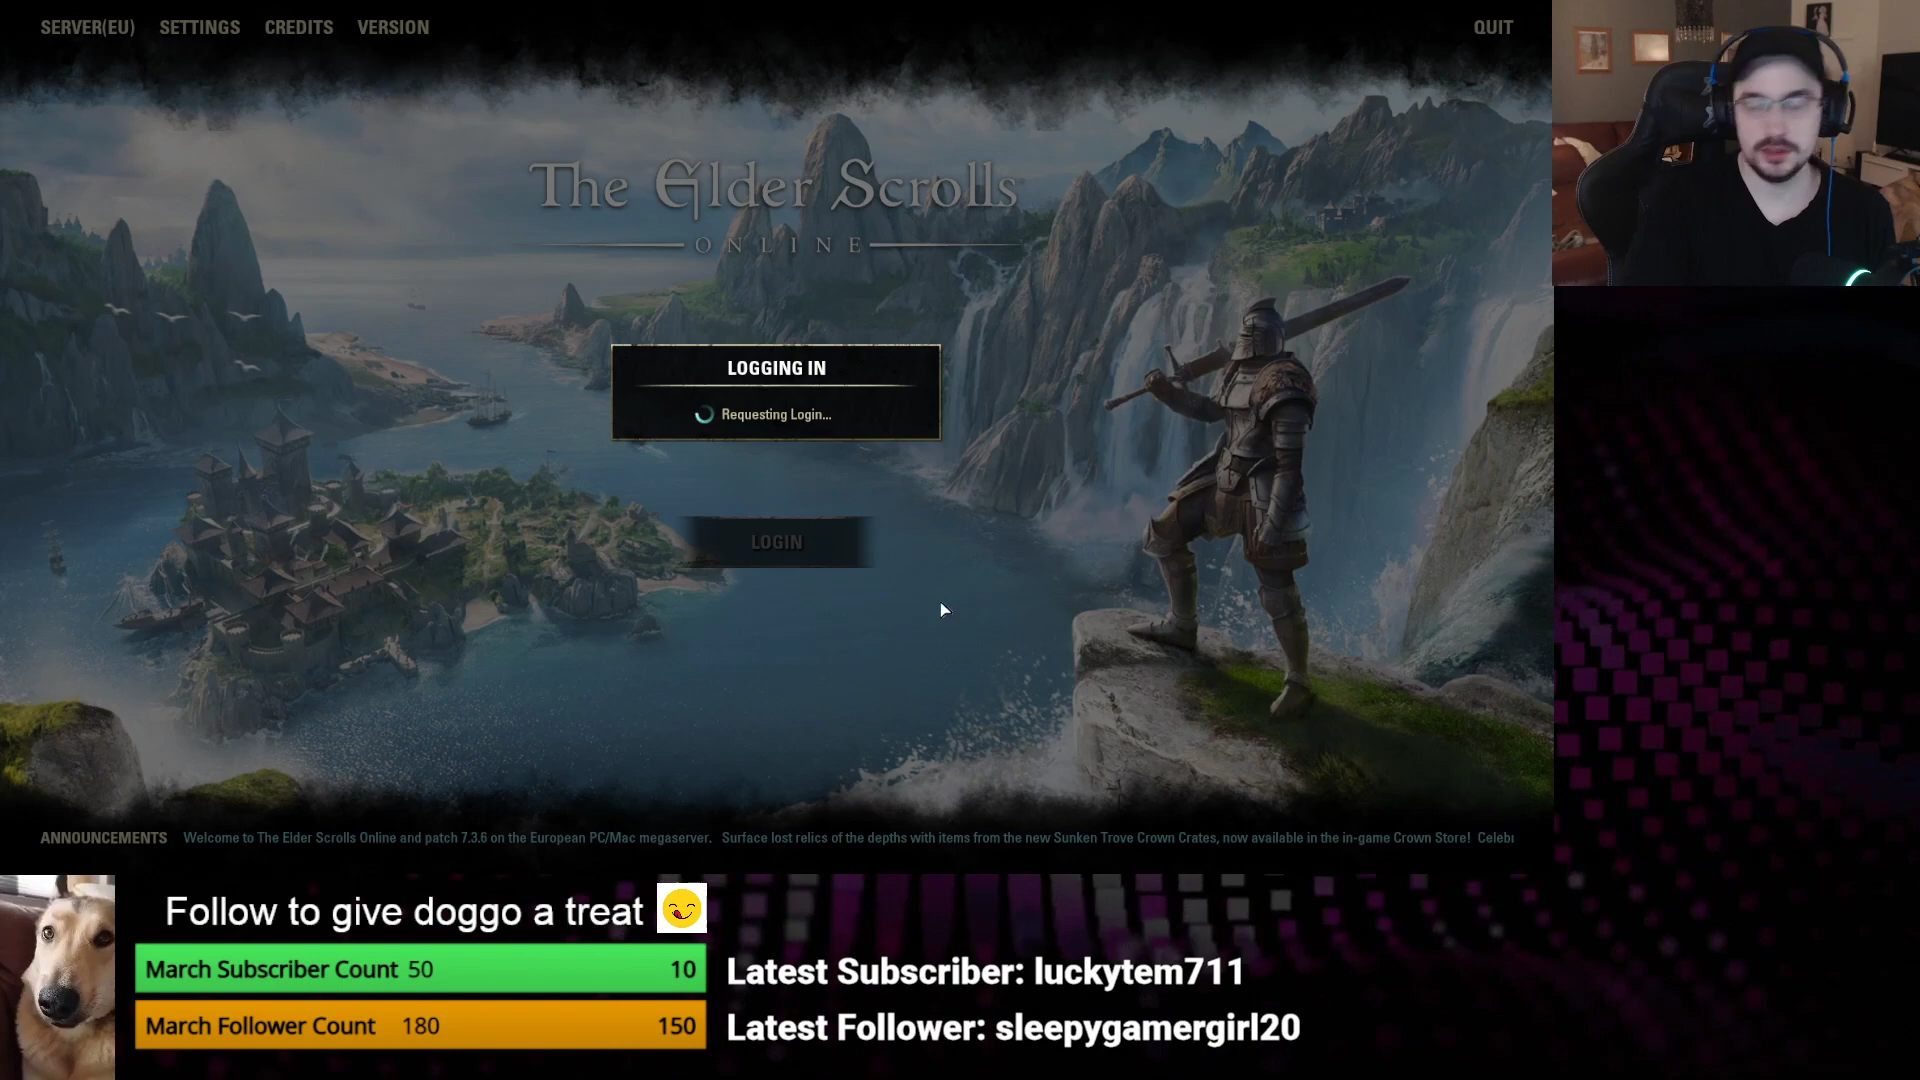 SERVER(EU) SETTINGS CREDITS VERSION QUIT
The Elder Scrolls
ONLINE
LOGGING IN
Requesting Login...
LOGIN
ANNOUNCEMENTS Welcome to The Elder Scrolls Online and patch 7.3.6 on the European PC/Mac megaserver. Surface lost relics of the depths with items from the new Sunken Trove Crown Crates, now available in the in-game Crown Store! Celebr
Follow to give doggo a treat
March Subscriber Count 50 10
Latest Subscriber: luckytem711
March Follower Count 180 150
Latest Follower: sleepygamergirl20